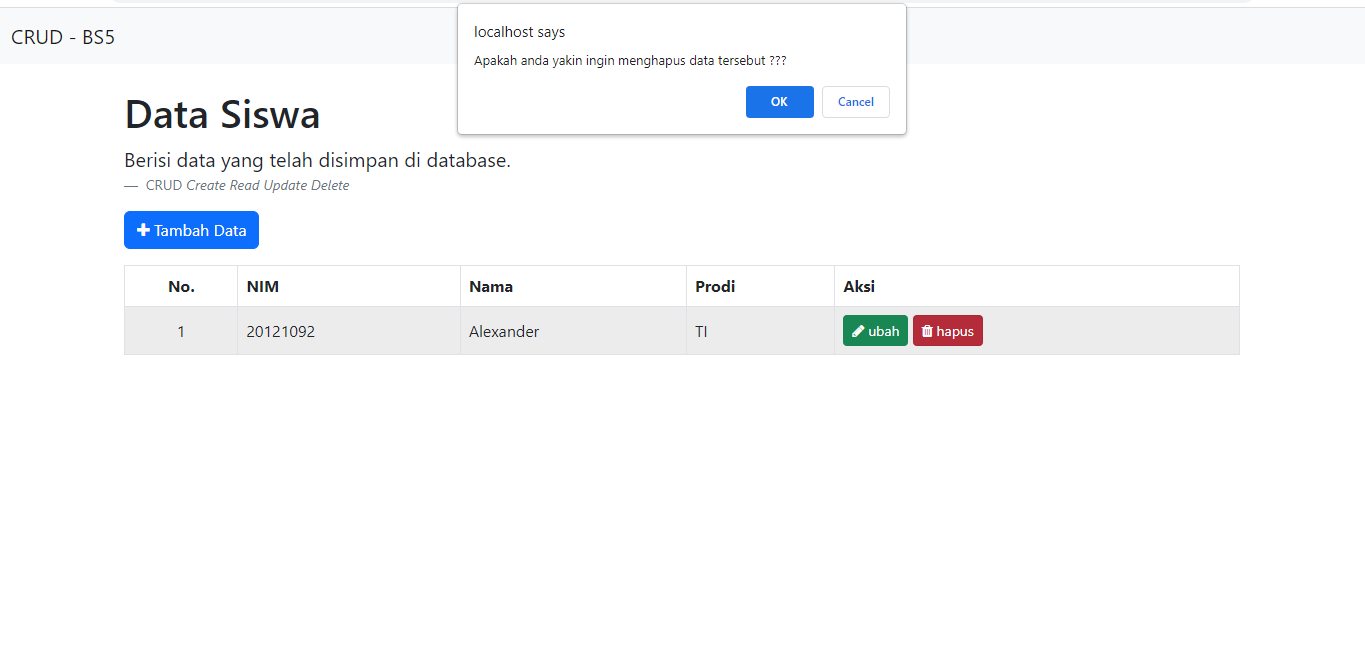 CRUD - BS5
localhost says
Apakah anda yakin ingin menghapus data tersebut ???
OK Cancel
Data Siswa
Berisi data yang telah disimpan di database.
— CRUD Create Read Update Delete
Tambah Data
No. NIM Nama Prodi Aksi
1 20121092 Alexander TI ubah hapus